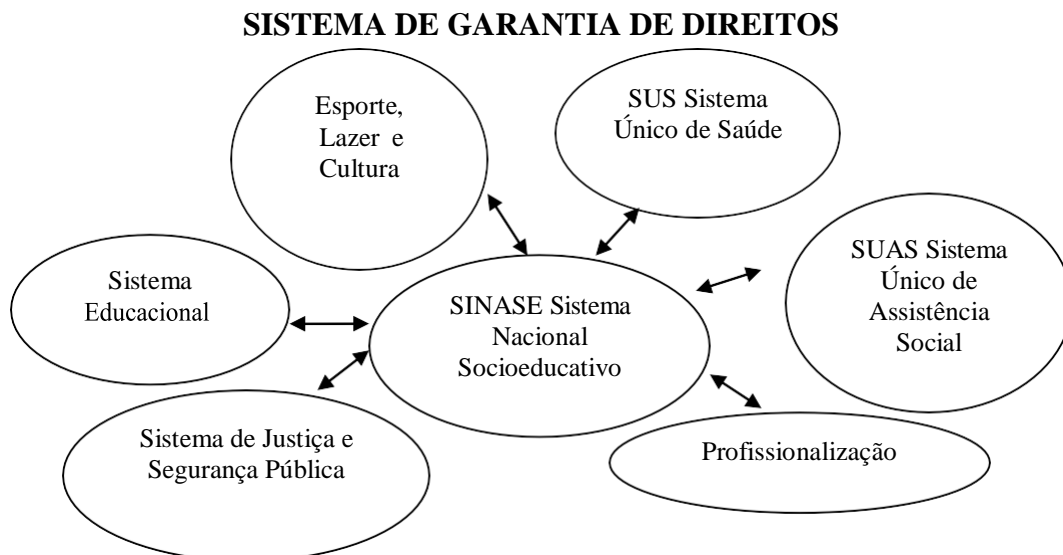 SISTEMA DE GARANTIA DE DIREITOS
Esporte,
Lazer e
Cultura
SUS Sistema
Único de Saúde
Sistema
Educacional
SINASE Sistema
Nacional
Socioeducativo
SUAS Sistema
Único de
Assistência
Social
Sistema de Justiça e
Segurança Pública
Profissionalização